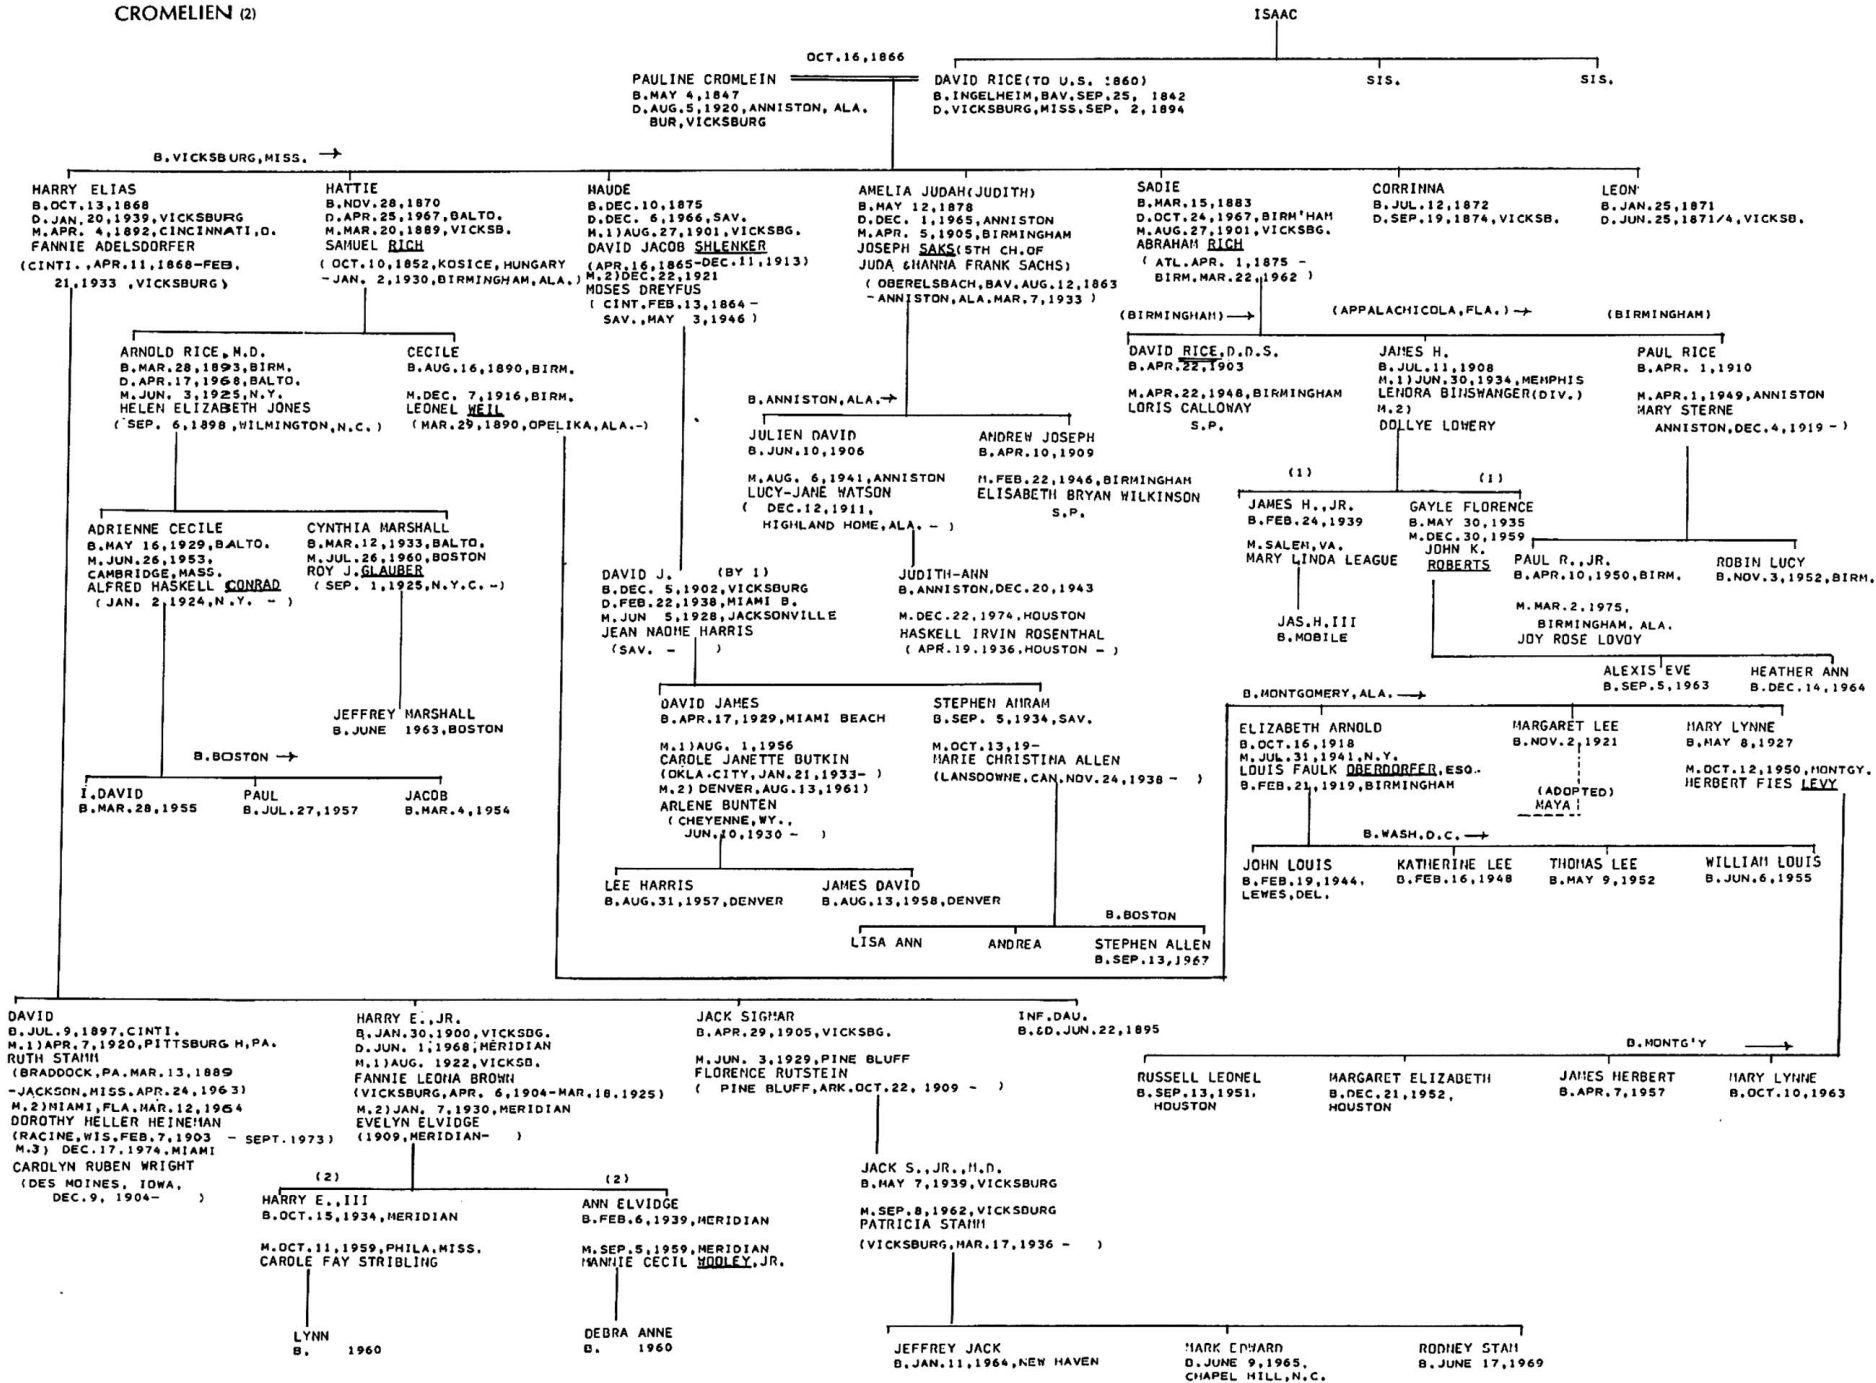 CROMELIEN (2)
ISAAC
OCT.16,1866
PAULINE CROMLEIN
B.MAY 4,1847
D.AUG.5,1920,ANNISTON, ALA.
BUR,VICKSBURG
DAVID RICE(TO U.S. 1860)
B.INGELHEIM,BAV.SEP.25, 1842
D.VICKSBURG,MISS.SEP. 2,1894
SIS.
SIS.
B.VICKSBURG,MISS. →
HARRY ELIAS
B.OCT.13,1868
D.JAN.20,1939,VICKSBURG
M.APR. 4,1892,CINCINNATI,O.
FANNIE ADELSDORFER
(CINTI.,APR.11,1868-FEB.
21,1933 ,VICKSBURG)
HATTIE
B.NOV.28,1870
D.APR.25,1967,BALTO.
M.MAR.20,1889,VICKSB.
SAMUEL RICH
( OCT.10,1852,KOSICE,HUNGARY
-JAN. 2,1930,BIRMINGHAM,ALA.)
HAUDE
B.DEC.10,1875
D.DEC. 6,1966,SAV.
M.1)AUG.27,1901,VICKSBG.
DAVID JACOB SHLENKER
(APR.16,1865-DEC.11,1913)
M.2)DEC.22,1921
MOSES DREYFUS
( CINT.FEB.13,1864-
SAV.,MAY 3,1946 )
AMELIA JUDAH(JUDITH)
B.MAY 12,1878
D.DEC. 1,1965,ANNISTON
M.APR. 5,1905,BIRMINGHAM
JOSEPH SAKS(5TH CH.OF
JUDA &HANNA FRANK SACHS)
( OBERELSBACH,BAV.AUG.12,1863
-ANNISTON,ALA.MAR.7,1933 )
SADIE
B.MAR.15,1883
D.OCT.24,1967,BIRM'HAM
M.AUG.27,1901,VICKSBG.
ABRAHAM RICH
( ATL.APR. 1,1875 -
BIRM,MAR.22,1962 )
CORRINNA
B.JUL.12,1872
D.SEP.19,1874,VICKSB.
LEON
B.JAN.25,1871
D.JUN.25,1871/4,VICKSB.
ARNOLD RICE,M.D.
B.MAR.28,1893,BIRM.
D.APR.17,1968,BALTO.
M.JUN. 3,1925,N.Y.
HELEN ELIZABETH JONES
( SEP. 6,1898,WILMINGTON,N.C.)
CECILE
B.AUG.16,1890,BIRM.
M.DEC. 7,1916,BIRM.
LEONEL WEIL
(MAR.29,1890,OPELIKA,ALA.-)
(BIRMINGHAM)→
(APPALACHICOLA,FLA.)→
(BIRMINGHAM)
DAVID RICE,D.D.S.
B.APR.22,1903
M.APR.22,1948,BIRMINGHAM
LORIS CALLOWAY
S.P.
JAMES H.
B.JUL.11,1908
M.1)JUN.30,1934,MEMPHIS
LENORA BINSWANGER(DIV.)
M.2)
DOLLYE LOWERY
PAUL RICE
B.APR. 1,1910
M.APR.1,1949,ANNISTON
MARY STERNE
ANNISTON,DEC.4,1919 - )
B.ANNISTON,ALA.→
JULIEN DAVID
B.JUN.10,1906
M.AUG. 6,1941,ANNISTON
LUCY-JANE WATSON
( DEC.12,1911,
HIGHLAND HOME,ALA. - )
ANDREW JOSEPH
B.APR.10,1909
M.FEB.22,1946,BIRMINGHAM
ELISABETH BRYAN WILKINSON
S.P.
(1)
(1)
JAMES H.,JR.
B.FEB.24,1939
M.SALEM,VA.
MARY LINDA LEAGUE
GAYLE FLORENCE
B.MAY 30,1935
M.DEC.30,1959
JOHN K.
ROBERTS
PAUL R.,JR.
B.APR.10,1950,BIRM.
M.MAR.2,1975,
BIRMINGHAM, ALA.
JOY ROSE LOVOY
ROBIN LUCY
B.NOV.3,1952,BIRM.
ADRIENNE CECILE
B.MAY 16,1929,BALTO.
M.JUN.26,1953,
CAMBRIDGE,MASS.
ALFRED HASKELL CONRAD
( JAN. 2,1924,N.Y. - )
CYNTHIA MARSHALL
B.MAR.12,1933,BALTO.
M.JUL.26,1960,BOSTON
ROY J.GLAUBER
( SEP. 1,1925,N.Y.C.-)
DAVID J. (BY 1)
B.DEC. 5,1902,VICKSBURG
D.FEB.22,1938,MIAMI B.
M.JUN 5,1928,JACKSONVILLE
JEAN NAOME HARRIS
(SAV. - )
JUDITH-ANN
B.ANNISTON,DEC.20,1943
M.DEC.22,1974,HOUSTON
HASKELL IRVIN ROSENTHAL
( APR.19,1936,HOUSTON - )
JAS.H,III
B.MOBILE
ALEXIS EVE
B.SEP.5,1963
HEATHER ANN
B.DEC.14,1964
JEFFREY MARSHALL
B.JUNE 1963,BOSTON
B.BOSTON →
I.DAVID
B.MAR.28,1955
PAUL
B.JUL.27,1957
JACOB
B.MAR.4,1954
DAVID JAMES
B.APR.17,1929,MIAMI BEACH
M.1)AUG. 1,1956
CAROLE JANETTE BUTKIN
(OKLA.CITY,JAN.21,1933- )
M.2) DENVER,AUG.13,1961)
ARLENE BUNTEN
( CHEYENNE,WY.,
JUN.10,1930 - )
STEPHEN AMRAM
B.SEP. 5,1934,SAV.
M.OCT.13,19-
MARIE CHRISTINA ALLEN
(LANSDOWNE,CAN,NOV.24,1938 - )
B.MONTGOMERY,ALA. →
ELIZABETH ARNOLD
B.OCT.16,1918
M.JUL.31,1941,N.Y.
LOUIS FAULK OBERDORFER,ESQ.
B.FEB.21,1919,BIRMINGHAM
MARGARET LEE
B.NOV.2,1921
(ADOPTED)
MAYA
MARY LYNNE
B.MAY 8,1927
M.OCT.12,1950,MONTGY.
HERBERT FIES LEVY
B.WASH.D.C.→
JOHN LOUIS
B.FEB.19,1944,
LEWES,DEL.
KATHERINE LEE
B.FEB.16,1948
THOMAS LEE
B.MAY 9,1952
WILLIAM LOUIS
B.JUN.6,1955
LEE HARRIS
B.AUG.31,1957,DENVER
JAMES DAVID
B.AUG.13,1958,DENVER
B.BOSTON
LISA ANN
ANDREA
STEPHEN ALLEN
B.SEP.13,1967
DAVID
B.JUL.9,1897,CINTI.
M.1)APR.7,1920,PITTSBURG H,PA.
RUTH STAMM
(BRADDOCK,PA.MAR.13,1889
-JACKSON,MISS.APR.24,1963)
M.2)MIAMI,FLA.MAR.12,1964
DOROTHY HELLER HEINEMAN
(RACINE,WIS.FEB.7,1903 - SEPT.1973)
M.3) DEC.17,1974,MIAMI
CAROLYN RUBEN WRIGHT
(DES MOINES, IOWA,
DEC.9, 1904- )
HARRY E.,JR.
B.JAN.30,1900,VICKSBG.
D.JUN. 1,1968,MERIDIAN
M.1)AUG. 1922,VICKSB.
FANNIE LEONA BROWN
(VICKSBURG,APR. 6,1904-MAR.18.1925)
M.2)JAN. 7,1930,MERIDIAN
EVELYN ELVIDGE
(1909,MERIDIAN- )
JACK SIGMAR
B.APR.29,1905,VICKSBG.
M.JUN. 3,1929,PINE BLUFF
FLORENCE RUTSTEIN
( PINE BLUFF,ARK.OCT.22, 1909 - )
INF.DAU.
B.&D.JUN.22,1895
B.MONTG'Y →
RUSSELL LEONEL
B.SEP.13,1951,
HOUSTON
MARGARET ELIZABETH
B.DEC.21,1952,
HOUSTON
JAMES HERBERT
B.APR.7,1957
MARY LYNNE
B.OCT.10,1963
(2)
(2)
HARRY E.,III
B.OCT.15,1934,MERIDIAN
M.OCT.11,1959,PHILA,MISS.
CAROLE FAY STRIBLING
ANN ELVIDGE
B.FEB.6,1939,MERIDIAN
M.SEP.5,1959,MERIDIAN
MANNIE CECIL WOOLEY,JR.
JACK S.,JR.,M.D.
B.MAY 7,1939,VICKSBURG
M.SEP.8,1962,VICKSBURG
PATRICIA STAMM
(VICKSBURG,MAR.17,1936 - )
LYNN
B. 1960
DEBRA ANNE
B. 1960
JEFFREY JACK
B.JAN.11,1964,NEW HAVEN
MARK EDWARD
B.JUNE 9,1965,
CHAPEL HILL,N.C.
RODNEY STAM
B.JUNE 17,1969